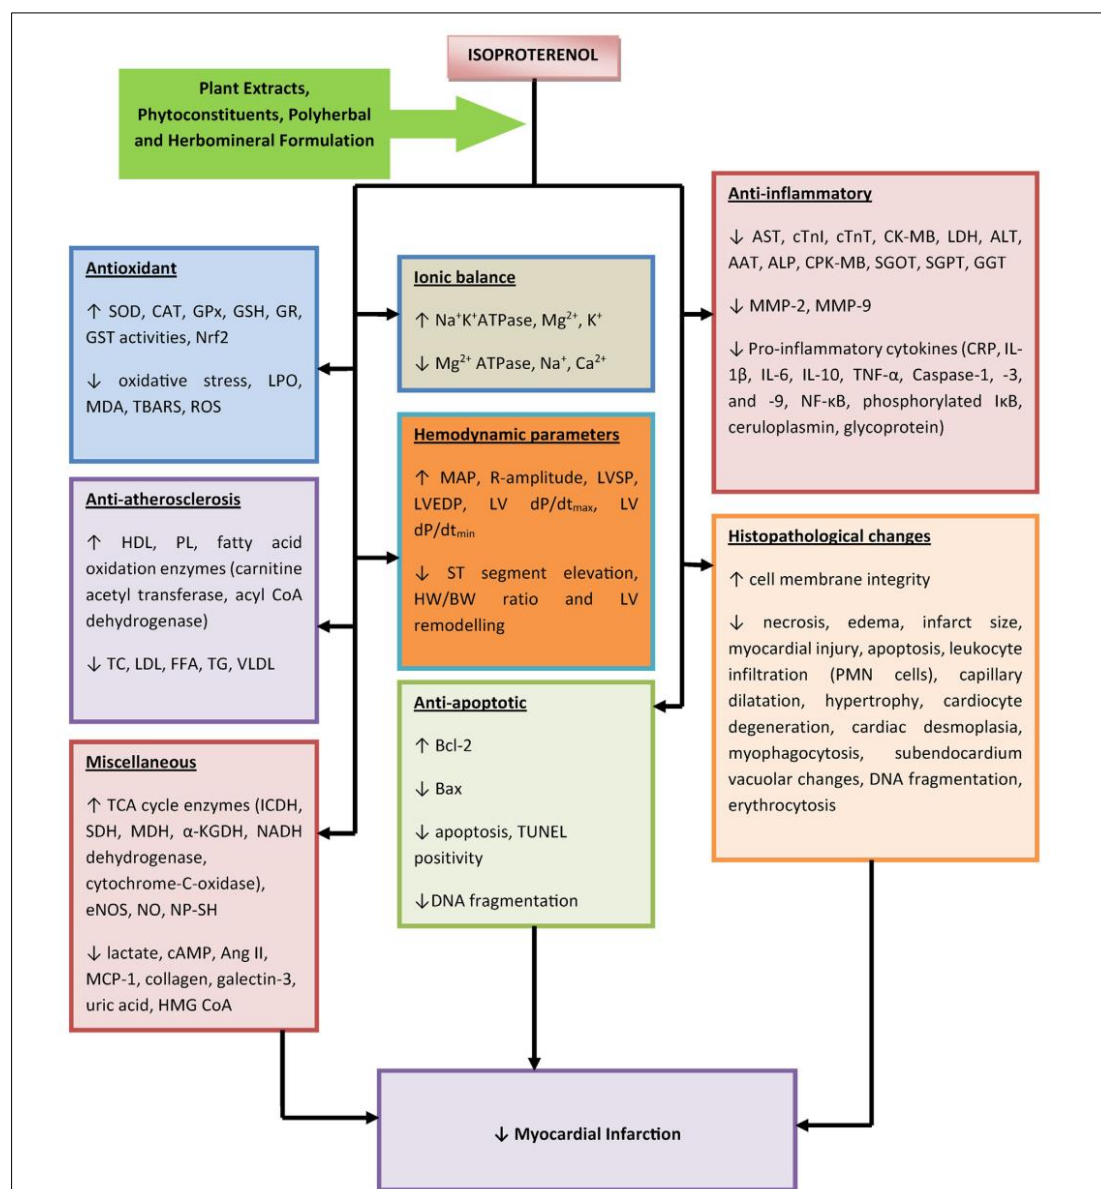 ISOPROTERENOL
Plant Extracts,
Phytoconstituents, Polyherbal
and Herbomineral Formulation
Antioxidant
↑ SOD, CAT, GPx, GSH, GR,
GST activities, Nrf2
↓ oxidative stress, LPO,
MDA, TBARS, ROS
Anti-atherosclerosis
↑ HDL, PL, fatty acid
oxidation enzymes (carnitine
acetyl transferase, acyl CoA
dehydrogenase)
↓ TC, LDL, FFA, TG, VLDL
Miscellaneous
↑ TCA cycle enzymes (ICDH,
SDH, MDH, α-KGDH, NADH
dehydrogenase,
cytochrome-C-oxidase),
eNOS, NO, NP-SH
↓ lactate, cAMP, Ang II,
MCP-1, collagen, galectin-3,
uric acid, HMG CoA
Ionic balance
↑ Na⁺K⁺ATPase, Mg²⁺, K⁺
↓ Mg²⁺ ATPase, Na⁺, Ca²⁺
Hemodynamic parameters
↑ MAP, R-amplitude, LVSP,
LVEDP, LV dP/dtmax, LV
dP/dtmin
↓ ST segment elevation,
HW/BW ratio and LV
remodelling
Anti-apoptotic
↑ Bcl-2
↓ Bax
↓ apoptosis, TUNEL
positivity
↓DNA fragmentation
Anti-inflammatory
↓ AST, cTnI, cTnT, CK-MB, LDH, ALT,
AAT, ALP, CPK-MB, SGOT, SGPT, GGT
↓ MMP-2, MMP-9
↓ Pro-inflammatory cytokines (CRP, IL-
1β, IL-6, IL-10, TNF-α, Caspase-1, -3,
and -9, NF-κB, phosphorylated IκB,
ceruloplasmin, glycoprotein)
Histopathological changes
↑ cell membrane integrity
↓ necrosis, edema, infarct size,
myocardial injury, apoptosis, leukocyte
infiltration (PMN cells), capillary
dilatation, hypertrophy, cardiocyte
degeneration, cardiac desmoplasia,
myophagocytosis, subendocardium
vacuolar changes, DNA fragmentation,
erythrocytosis
↓ Myocardial Infarction